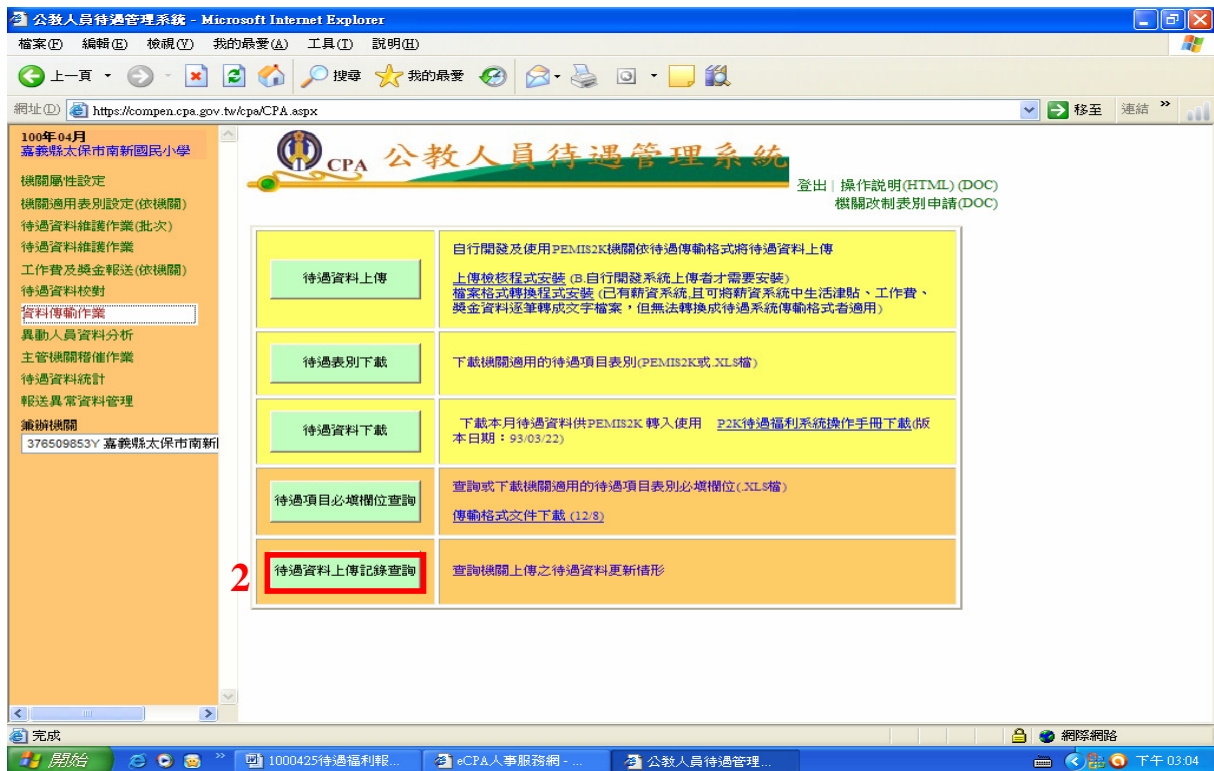 公教人員待遇管理系統 - Microsoft Internet Explorer
檔案(F) 編輯(E) 檢視(V) 我的最愛(A) 工具(T) 說明(H)
上一頁 搜尋 我的最愛
網址(D) https://compen.cpa.gov.tw/cpa/CPA.aspx 移至 連結 »
100年04月
嘉義縣太保市南新國民小學
機關屬性設定
機關適用表別設定(依機關)
待遇資料維護作業(批次)
待遇資料維護作業
工作費及獎金報送(依機關)
待遇資料校對
資料傳輸作業
異動人員資料分析
主管機關稽催作業
待遇資料統計
報送異常資料管理
兼辦機關
376509853Y 嘉義縣太保市南新
CPA 公教人員待遇管理系統
登出 | 操作說明(HTML) (DOC)
機關改制表別申請(DOC)
待遇資料上傳
自行開發及使用PEMIS2K機關依待遇傳輸格式將待遇資料上傳
上傳檢核程式安裝 (B.自行開發系統上傳者才需要安裝)
檔案格式轉換程式安裝 (已有薪資系統,且可將薪資系統中生活津貼、工作費、
獎金資料逐筆轉成文字檔案，但無法轉換成待遇系統傳輸格式者適用)
待遇表別下載
下載機關適用的待遇項目表別(PEMIS2K或.XLS檔)
待遇資料下載
下載本月待遇資料供PEMIS2K 轉入使用 P2K待遇福利系統操作手冊下載(版
本日期：93/03/22)
待遇項目必填欄位查詢
查詢或下載機關適用的待遇項目表別必填欄位(.XLS檔)
傳輸格式文件下載 (12/8)
2
待遇資料上傳記錄查詢
查詢機關上傳之待遇資料更新情形
完成 網際網路
開始 » 1000425待遇福利報... eCPA人事服務網 - ... 公教人員待遇管理... 下午 03:04